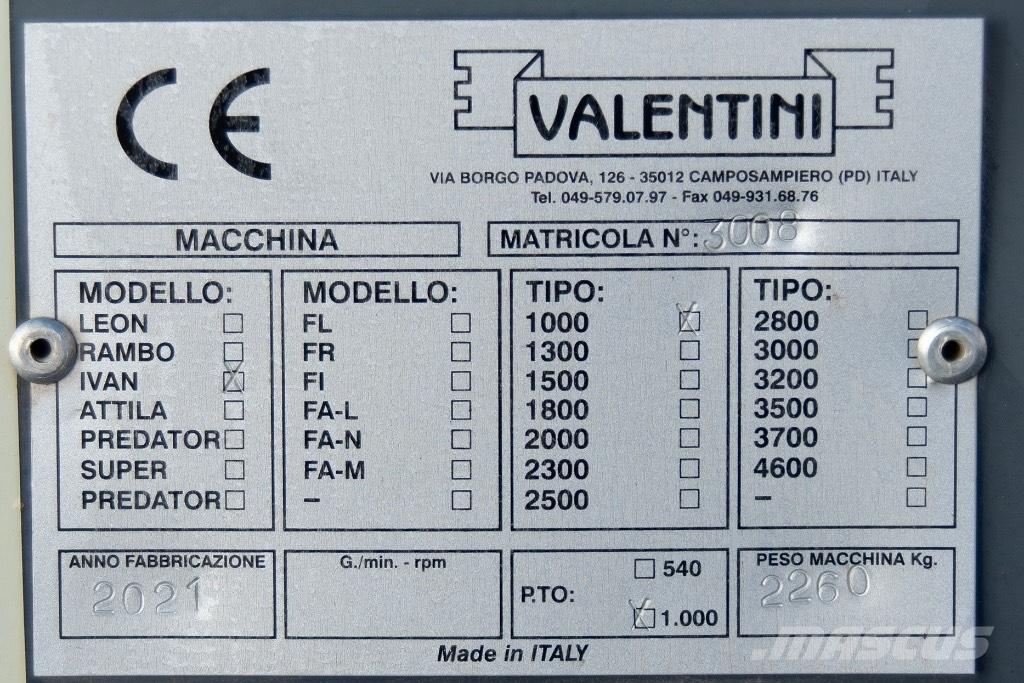 CE
VALENTINI
VIA BORGO PADOVA, 126 - 35012 CAMPOSAMPIERO (PD) ITALY
Tel. 049-579.07.97 - Fax 049-931.68.76
MACCHINA
MATRICOLA N°: 3008
MODELLO:
LEON
RAMBO
IVAN
ATTILA
PREDATOR
SUPER
PREDATOR
MODELLO:
FL
FR
FI
FA-L
FA-N
FA-M
–
TIPO:
1000
1300
1500
1800
2000
2300
2500
TIPO:
2800
3000
3200
3500
3700
4600
–
ANNO FABBRICAZIONE
2021
G./min. - rpm
P.TO:
540
1.000
PESO MACCHINA Kg.
2260
Made in ITALY
MASCUS